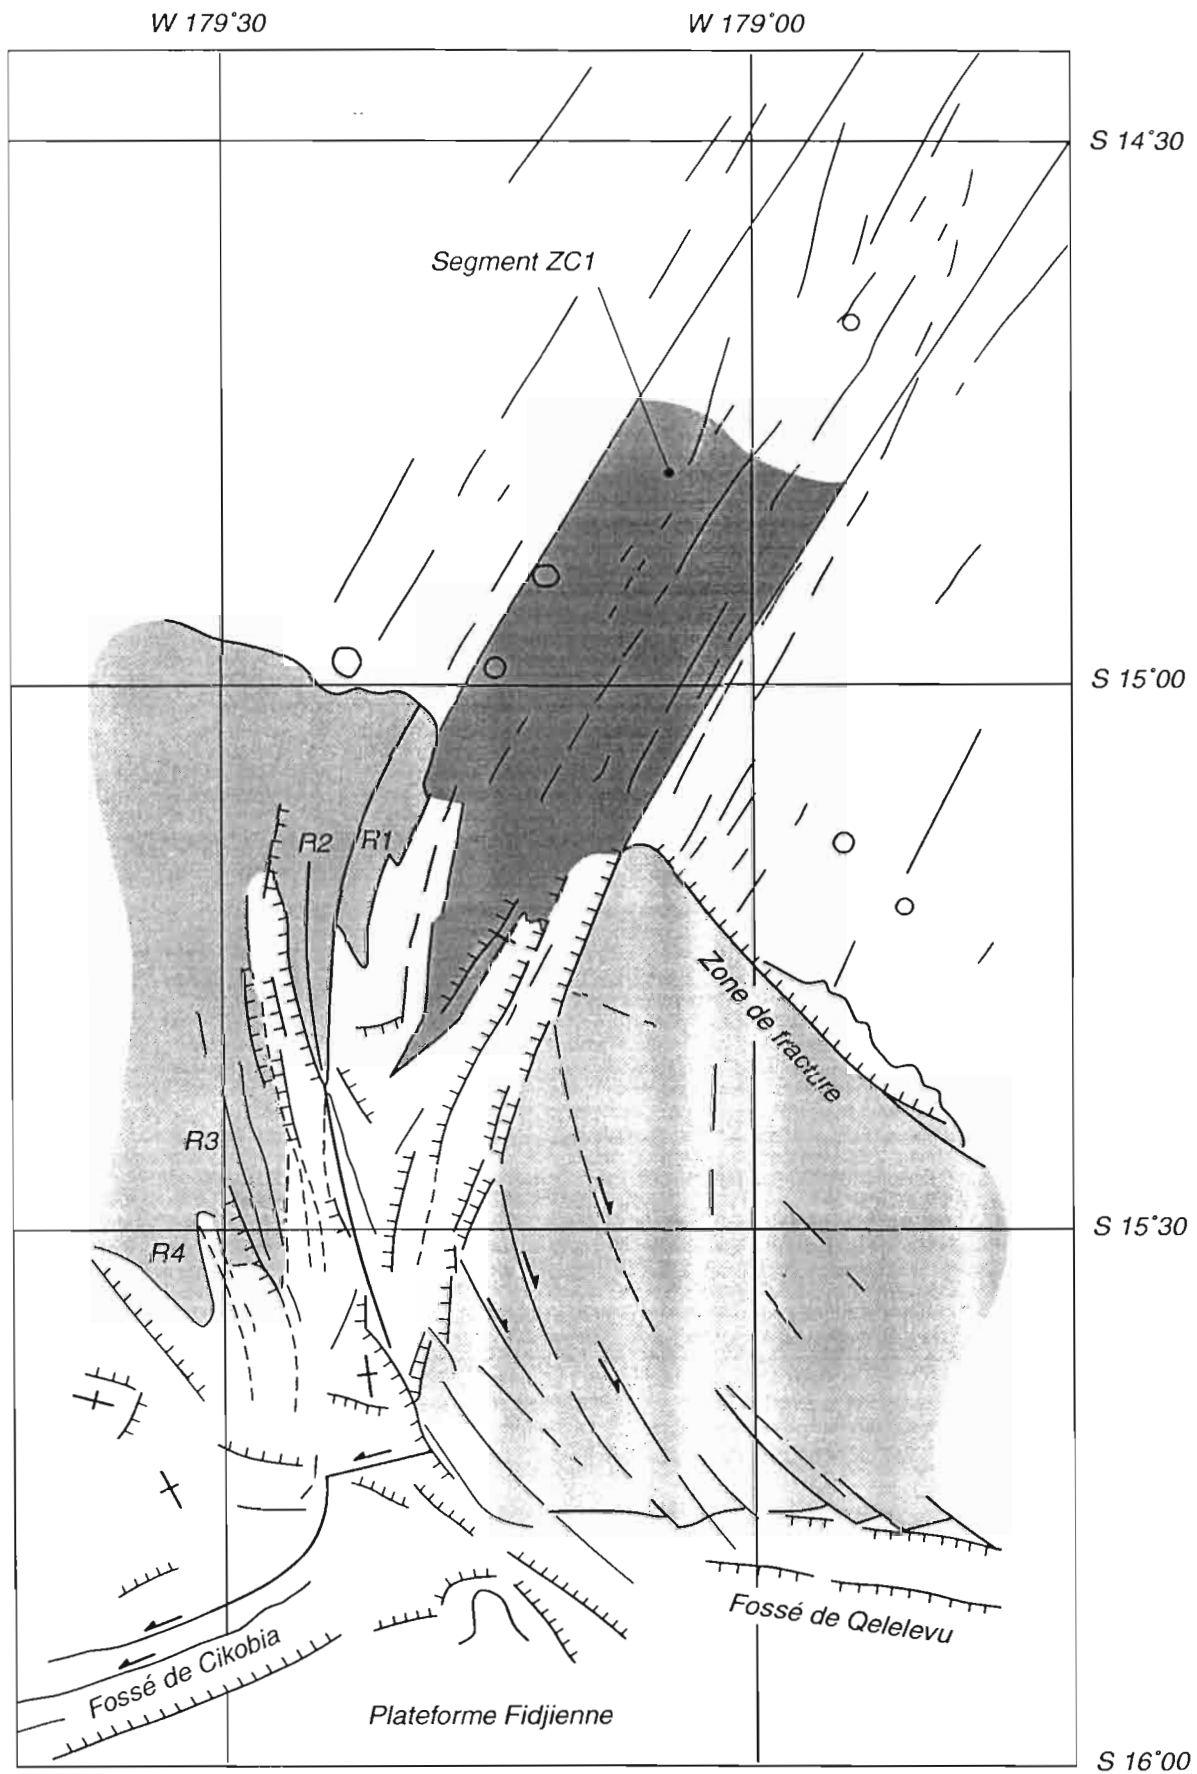 W 179°30
W 179°00
S 14°30
Segment ZC1
S 15°00
R2
R1
Zone de fracture
R3
S 15°30
R4
Fossé de Qelelevu
Fossé de Cikobia
Plateforme Fidjienne
S 16°00